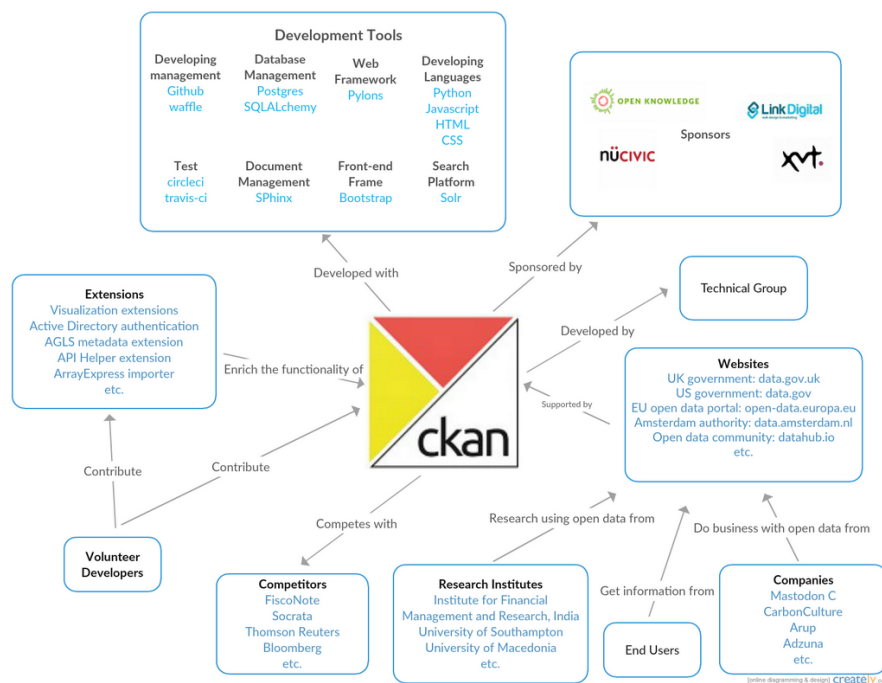 Development Tools
Developing
management
Github
waffle
Database
Management
Postgres
SQLALchemy
Web
Framework
Pylons
Developing
Languages
Python
Javascript
HTML
CSS
Test
circleci
travis-ci
Document
Management
SPhinx
Front-end
Frame
Bootstrap
Search
Platform
Solr
OPEN KNOWLEDGE
LinkDigital
Sponsors
nüCIVIC
xvt.
Developed with
Sponsored by
Technical Group
Developed by
Extensions
Visualization extensions
Active Directory authentication
AGLS metadata extension
API Helper extension
ArrayExpress importer
etc.
Enrich the functionality of
ckan
Supported by
Websites
UK government: data.gov.uk
US government: data.gov
EU open data portal: open-data.europa.eu
Amsterdam authority: data.amsterdam.nl
Open data community: datahub.io
etc.
Contribute
Contribute
Competes with
Research using open data from
Do business with open data from
Get information from
Volunteer
Developers
Competitors
FiscoNote
Socrata
Thomson Reuters
Bloomberg
etc.
Research Institutes
Institute for Financial
Management and Research, India
University of Southampton
University of Macedonia
etc.
End Users
Companies
Mastodon C
CarbonCulture
Arup
Adzuna
etc.
[online diagramming & design] creately